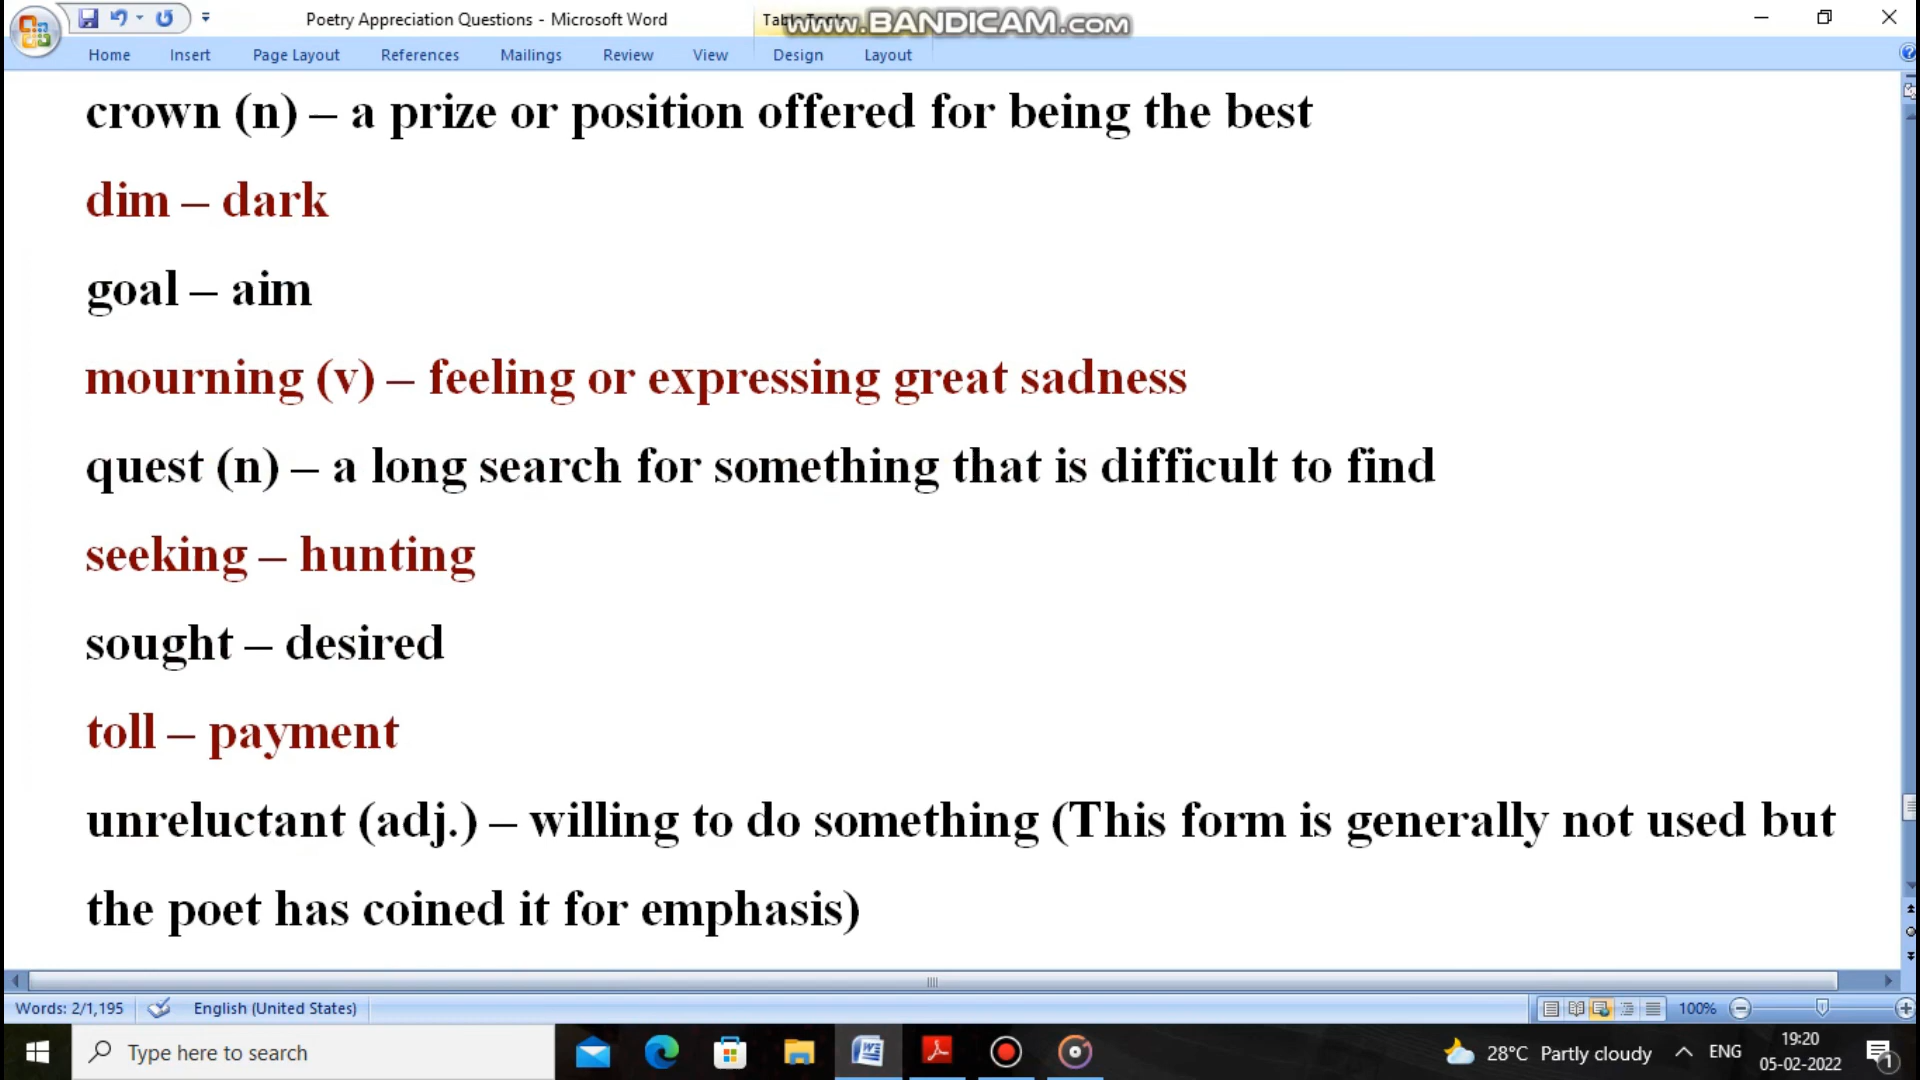 Poetry Appreciation Questions - Microsoft Word
www.BANDICAM.com
Home Insert Page Layout References Mailings Review View Design Layout
crown (n) – a prize or position offered for being the best
dim – dark
goal – aim
mourning (v) – feeling or expressing great sadness
quest (n) – a long search for something that is difficult to find
seeking – hunting
sought – desired
toll – payment
unreluctant (adj.) – willing to do something (This form is generally not used but
the poet has coined it for emphasis)
Words: 2/1,195 English (United States) 100%
Type here to search 28°C Partly cloudy ENG 19:20
05-02-2022
1